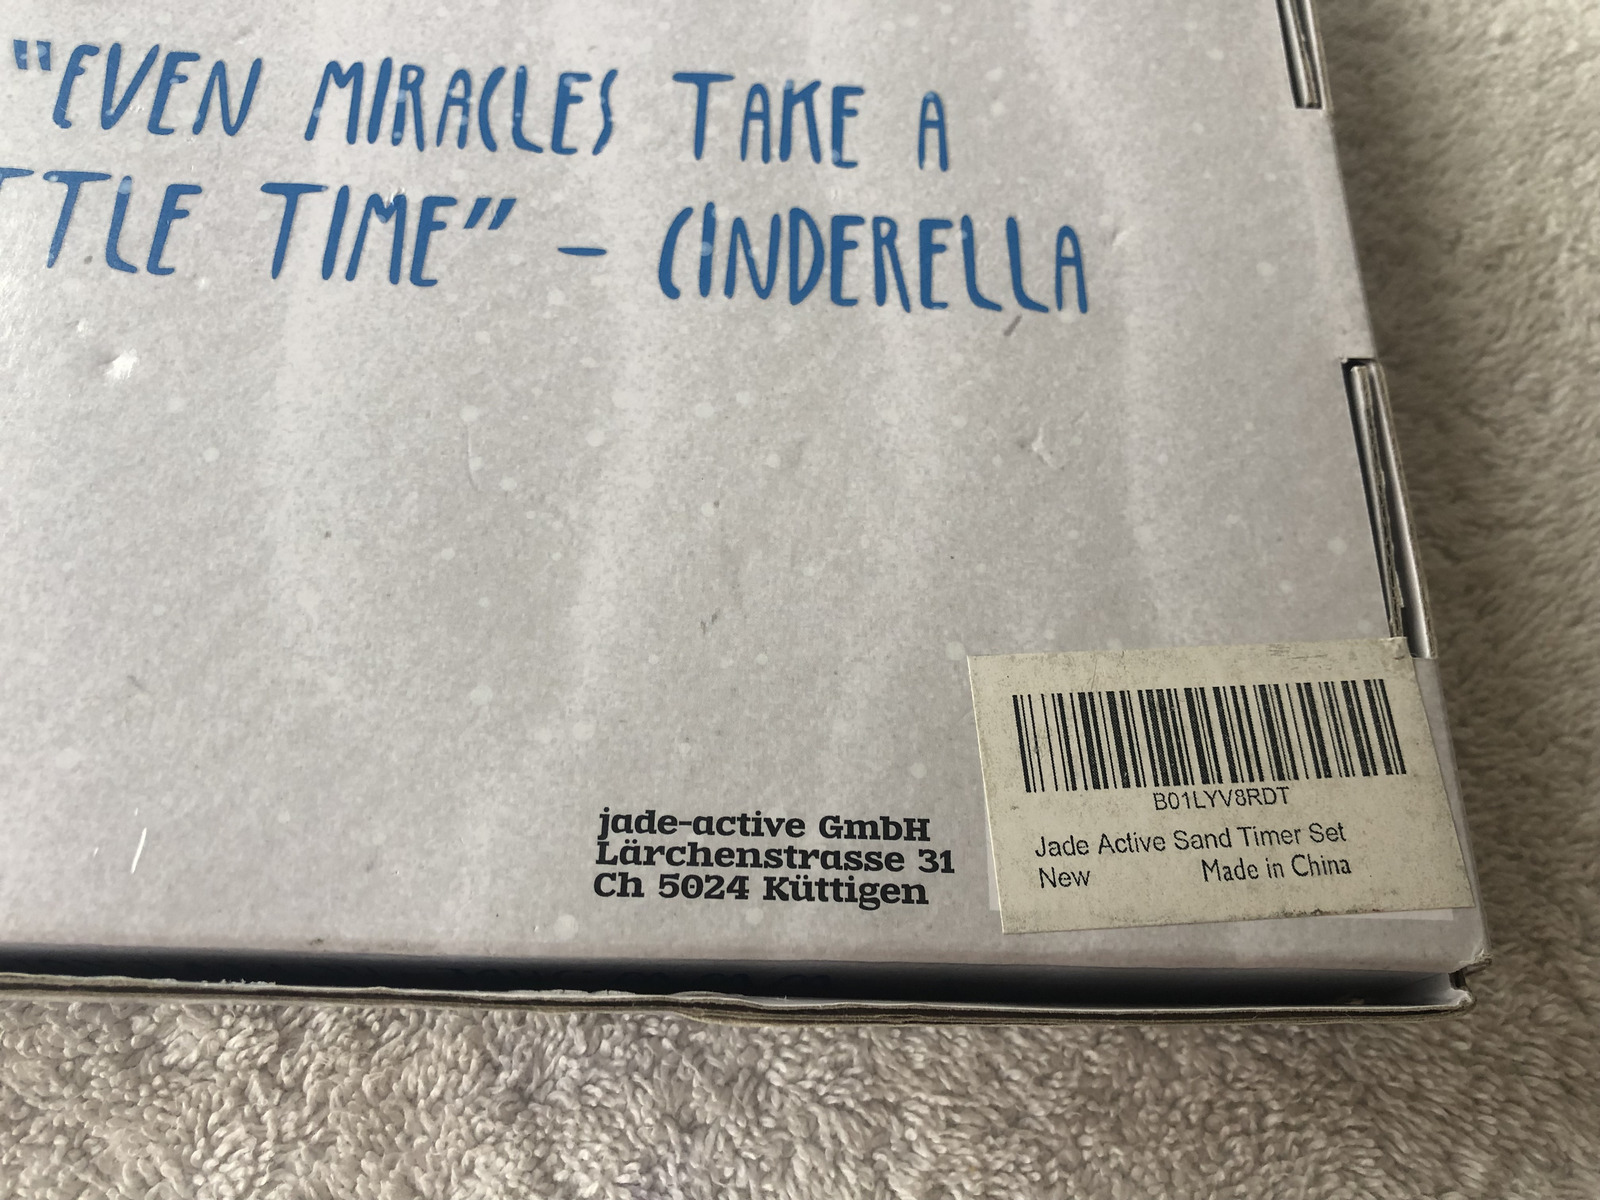 "EVEN MIRACLES TAKE A
TTLE TIME" – CINDERELLA
jade-active GmbH
Lärchenstrasse 31
Ch 5024 Küttigen
B01LYV8RDT
Jade Active Sand Timer Set
New Made in China